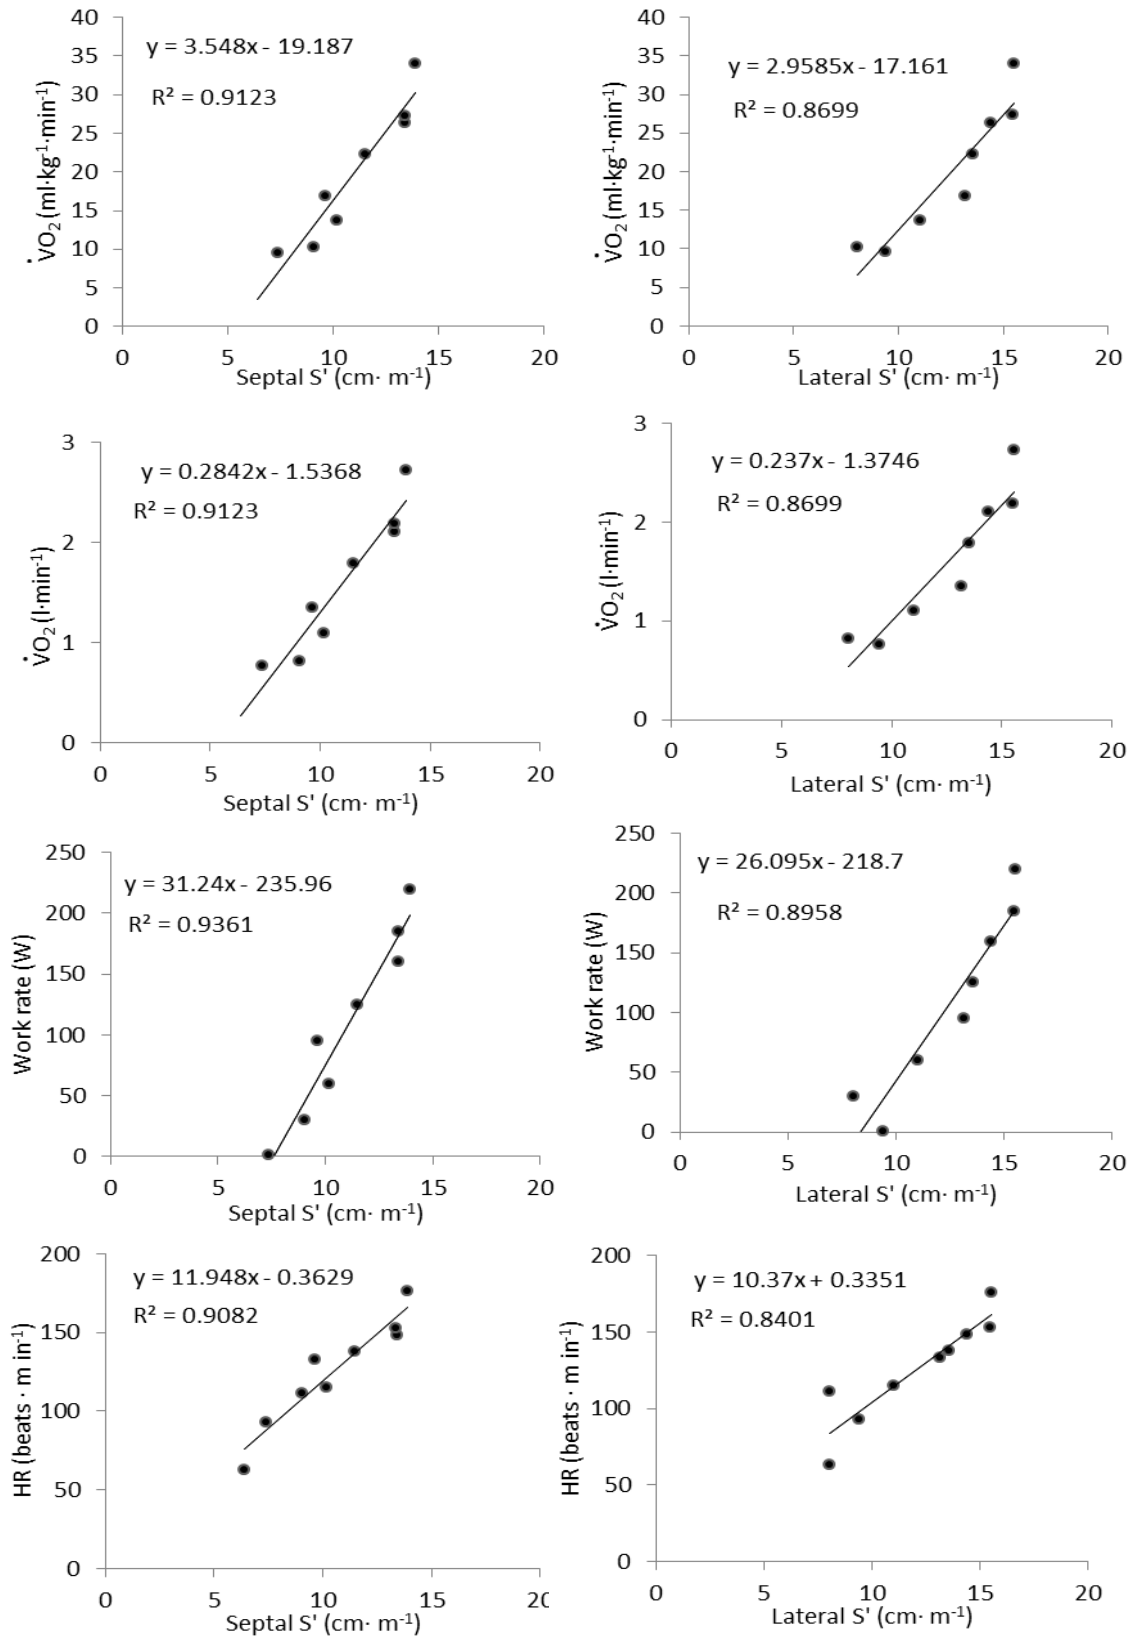 y = 3.548x - 19.187
R² = 0.9123
V̇O₂ (ml·kg⁻¹·min⁻¹)
40
35
30
25
20
15
10
5
0
0 5 10 15 20
Septal S' (cm· m⁻¹)
y = 2.9585x - 17.161
R² = 0.8699
V̇O₂ (ml·kg⁻¹·min⁻¹)
40
35
30
25
20
15
10
5
0
0 5 10 15 20
Lateral S' (cm· m⁻¹)
y = 0.2842x - 1.5368
R² = 0.9123
V̇O₂ (l·min⁻¹)
3
2
1
0
0 5 10 15 20
Septal S' (cm· m⁻¹)
y = 0.237x - 1.3746
R² = 0.8699
V̇O₂ (l·min⁻¹)
3
2
1
0
0 5 10 15 20
Lateral S' (cm· m⁻¹)
y = 31.24x - 235.96
R² = 0.9361
Work rate (W)
250
200
150
100
50
0
0 5 10 15 20
Septal S' (cm· m⁻¹)
y = 26.095x - 218.7
R² = 0.8958
Work rate (W)
250
200
150
100
50
0
0 5 10 15 20
Lateral S' (cm· m⁻¹)
y = 11.948x - 0.3629
R² = 0.9082
HR (beats · m in⁻¹)
200
150
100
50
0
0 5 10 15 20
Septal S' (cm· m⁻¹)
y = 10.37x + 0.3351
R² = 0.8401
HR (beats · m in⁻¹)
200
150
100
50
0
0 5 10 15 20
Lateral S' (cm· m⁻¹)